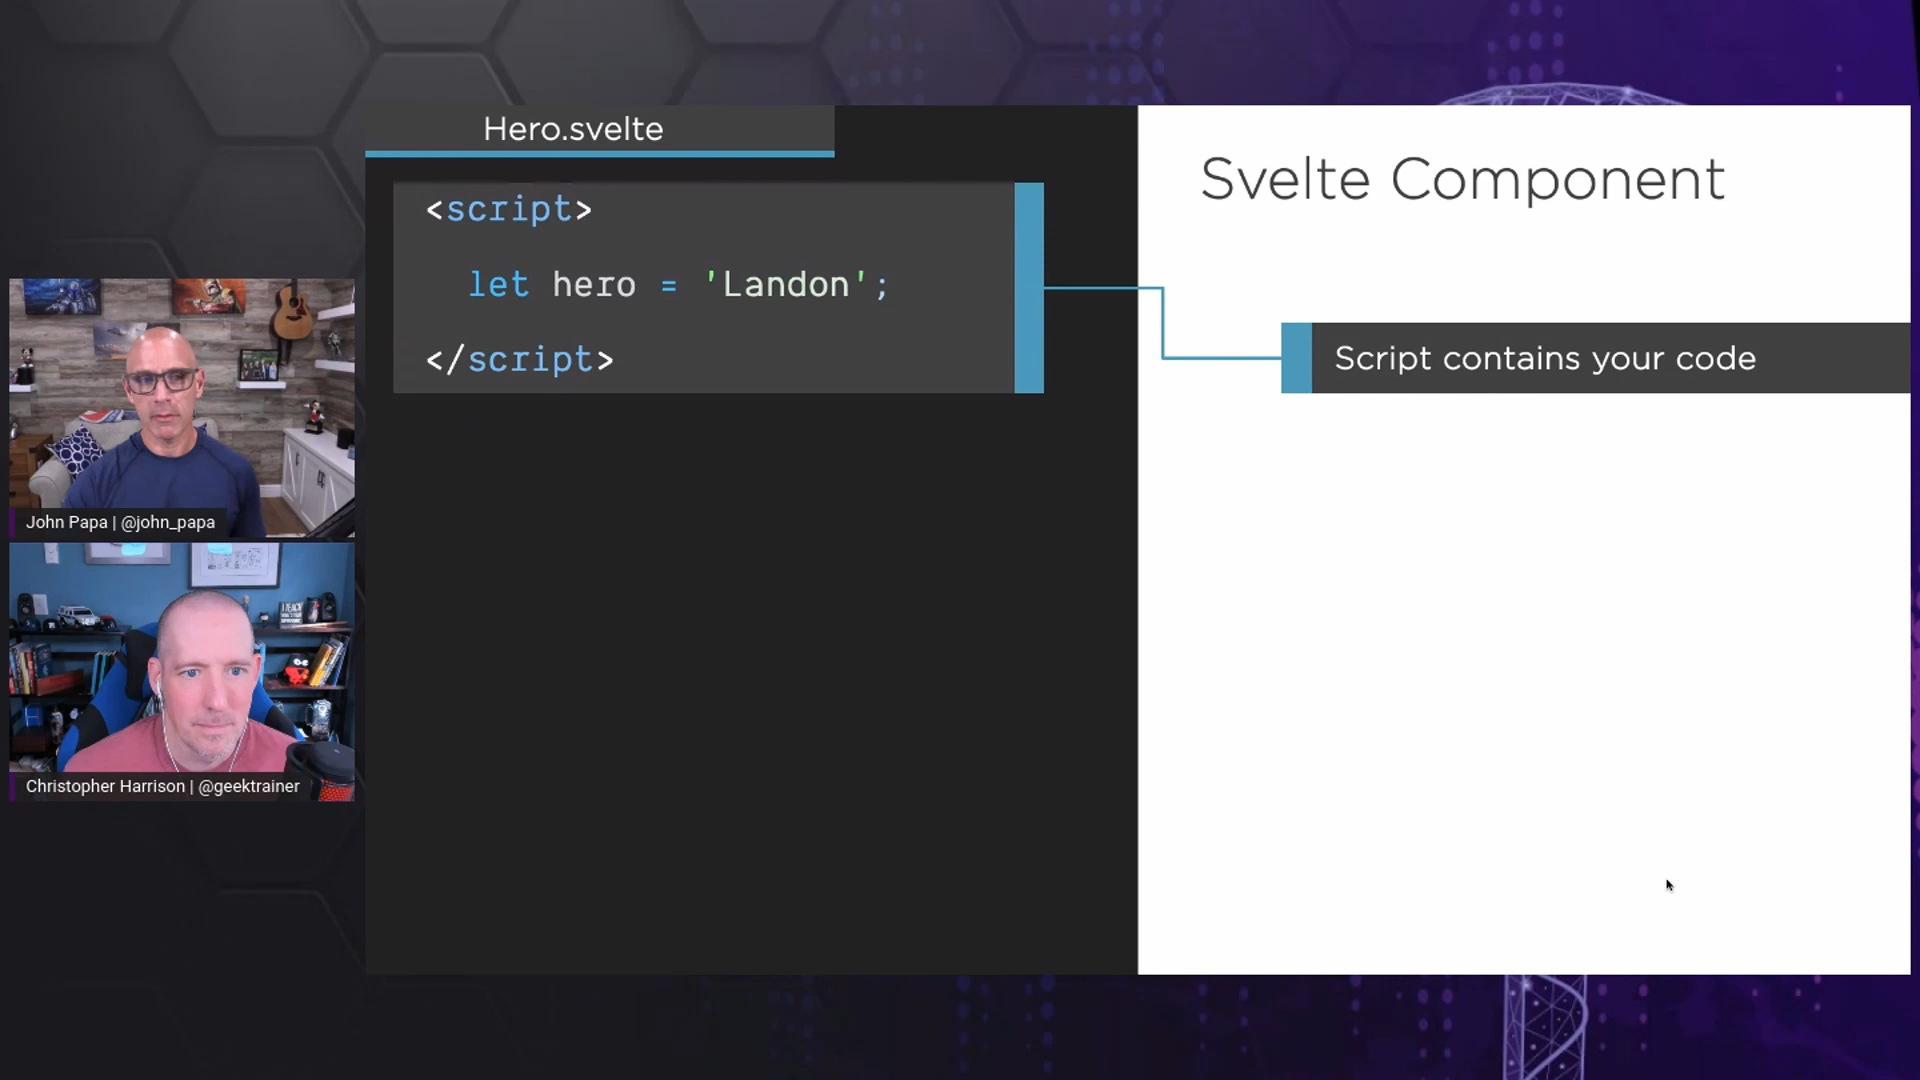 Hero.svelte
<script>
let hero = 'Landon';
</script>
Svelte Component
Script contains your code
John Papa | @john_papa
Christopher Harrison | @geektrainer